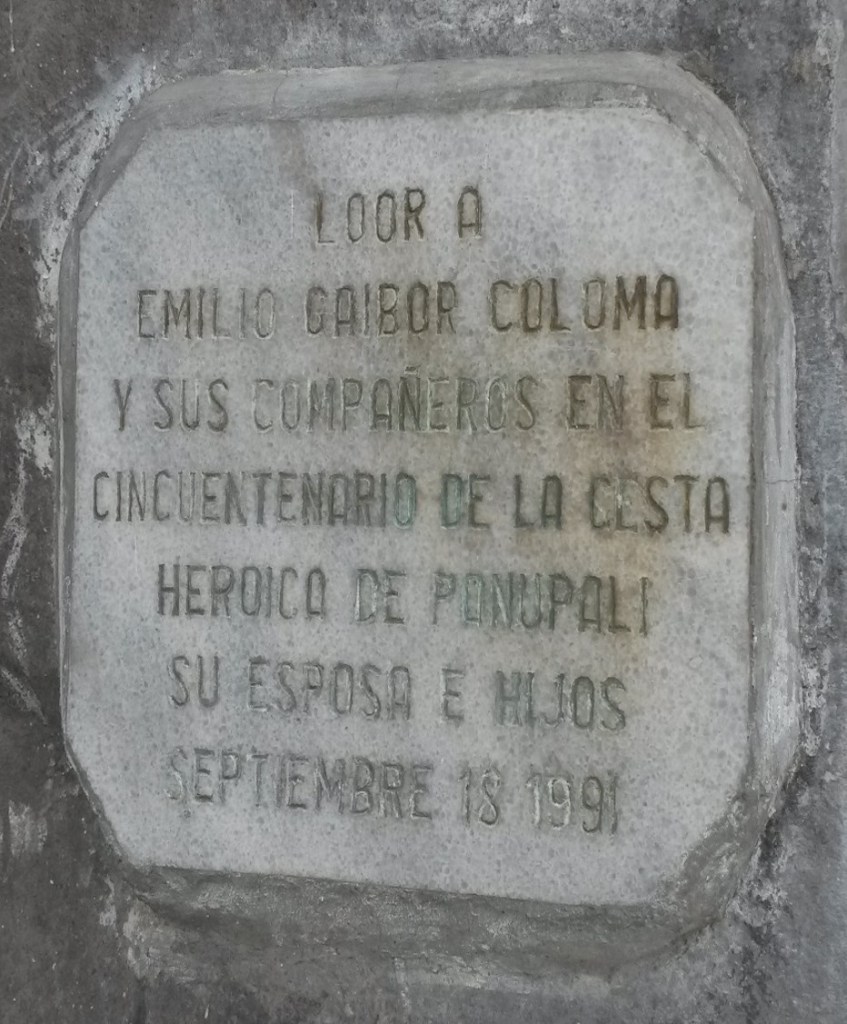 LOOR A
EMILIO GAIBOR COLOMA
Y SUS COMPAÑEROS EN EL
CINCUENTENARIO DE LA GESTA
HEROICA DE PANUPALI
SU ESPOSA E HIJOS
SEPTIEMBRE 18 1991